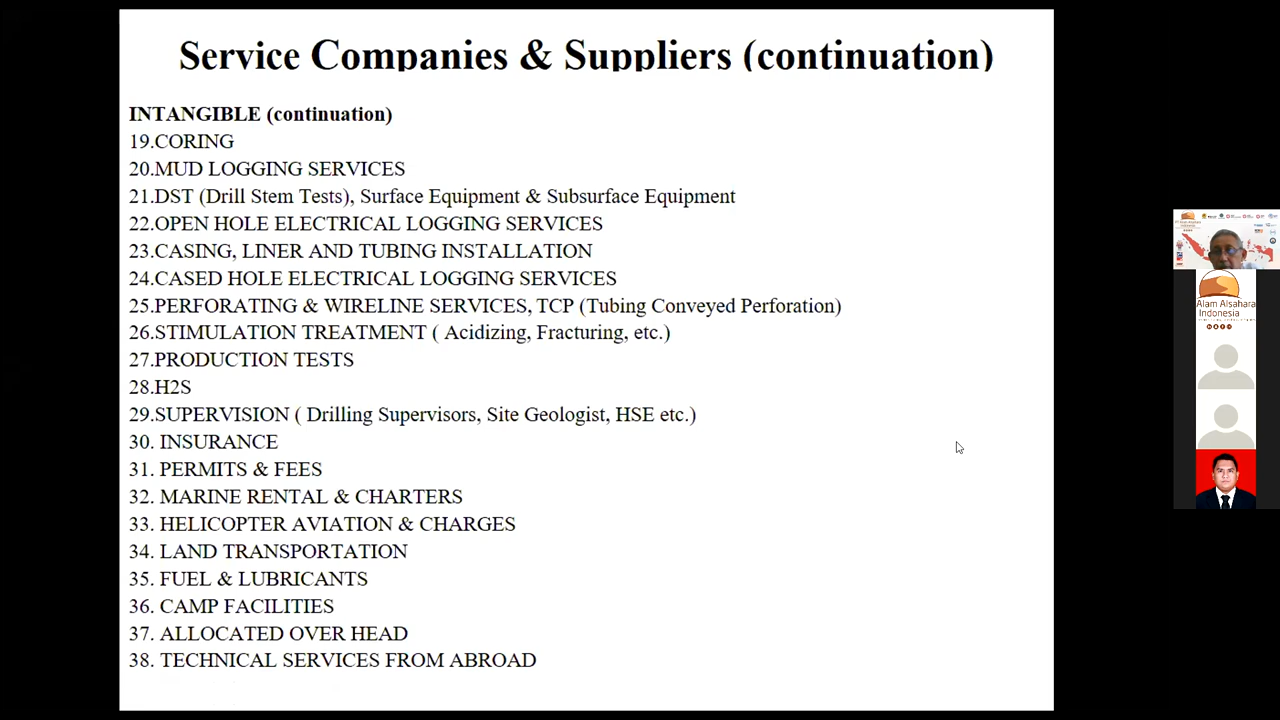 Service Companies & Suppliers (continuation)
INTANGIBLE (continuation)
19.CORING
20.MUD LOGGING SERVICES
21.DST (Drill Stem Tests), Surface Equipment & Subsurface Equipment
22.OPEN HOLE ELECTRICAL LOGGING SERVICES
23.CASING, LINER AND TUBING INSTALLATION
24.CASED HOLE ELECTRICAL LOGGING SERVICES
25.PERFORATING & WIRELINE SERVICES, TCP (Tubing Conveyed Perforation)
26.STIMULATION TREATMENT ( Acidizing, Fracturing, etc.)
27.PRODUCTION TESTS
28.H2S
29.SUPERVISION ( Drilling Supervisors, Site Geologist, HSE etc.)
30. INSURANCE
31. PERMITS & FEES
32. MARINE RENTAL & CHARTERS
33. HELICOPTER AVIATION & CHARGES
34. LAND TRANSPORTATION
35. FUEL & LUBRICANTS
36. CAMP FACILITIES
37. ALLOCATED OVER HEAD
38. TECHNICAL SERVICES FROM ABROAD
Alam Alsahara
Indonesia